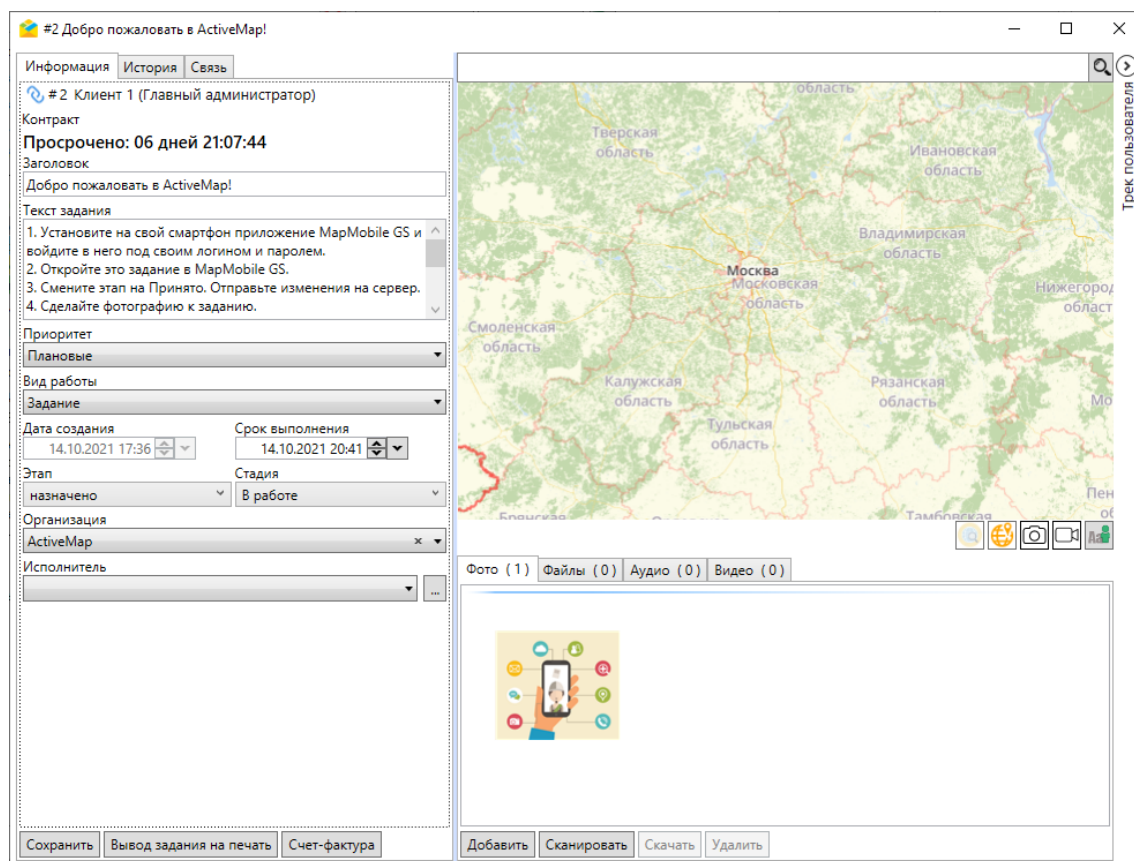 #2 Добро пожаловать в ActiveMap!
Информация История Связь
#2 Клиент 1 (Главный администратор)
Контракт
Просрочено: 06 дней 21:07:44
Заголовок
Добро пожаловать в ActiveMap!
Текст задания
1. Установите на свой смартфон приложение MapMobile GS и
войдите в него под своим логином и паролем.
2. Откройте это задание в MapMobile GS.
3. Смените этап на Принято. Отправьте изменения на сервер.
4. Сделайте фотографию к заданию.
Приоритет
Плановые
Вид работы
Задание
Дата создания Срок выполнения
14.10.2021 17:36 14.10.2021 20:41
Этап Стадия
назначено В работе
Организация
ActiveMap
Исполнитель
...
Сохранить Вывод задания на печать Счет-фактура
область
Тверская
область
Ивановская
область
Владимирская
область
Москва
Московская
область
Нижегород
област
Смоленская
область
Калужская
область
Рязанская
область
Мо
Тульская
область
Пен
об
Брянская
Тамбовская
Трек пользователя
Фото (1) Файлы (0) Аудио (0) Видео (0)
Добавить Сканировать Скачать Удалить